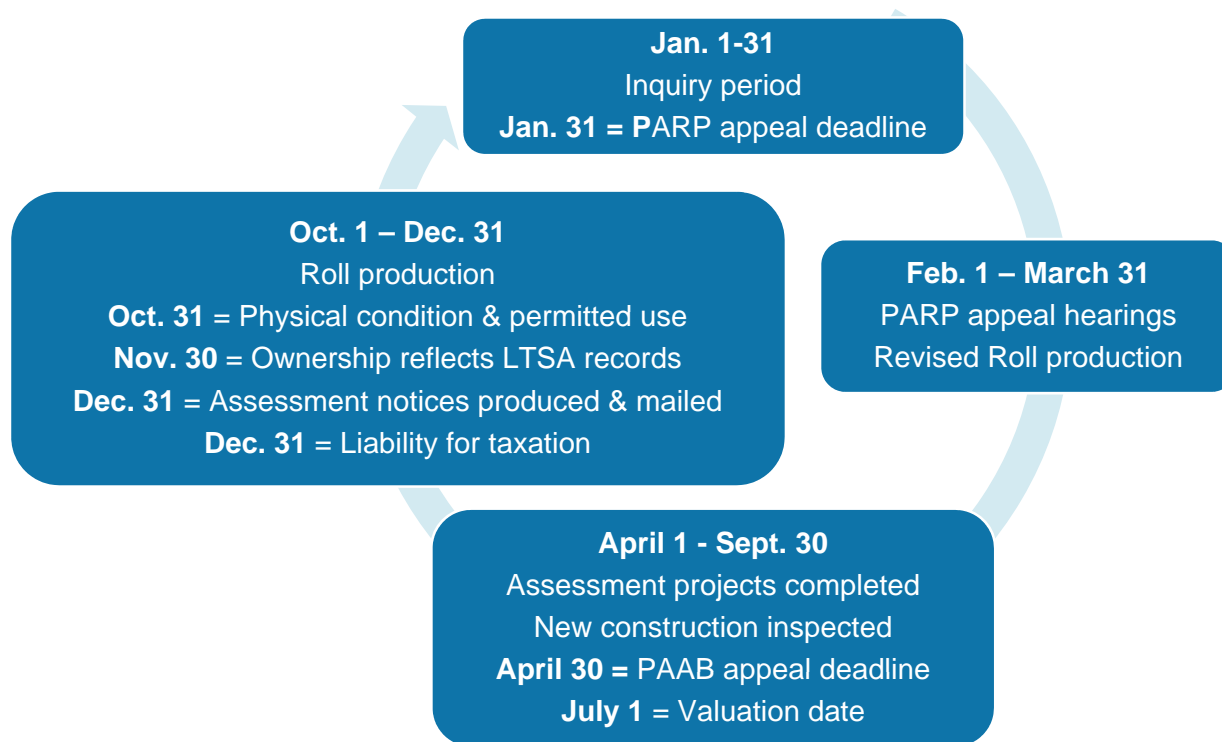 Jan. 1-31
Inquiry period
Jan. 31 = PARP appeal deadline
Feb. 1 – March 31
PARP appeal hearings
Revised Roll production
April 1 - Sept. 30
Assessment projects completed
New construction inspected
April 30 = PAAB appeal deadline
July 1 = Valuation date
Oct. 1 – Dec. 31
Roll production
Oct. 31 = Physical condition & permitted use
Nov. 30 = Ownership reflects LTSA records
Dec. 31 = Assessment notices produced & mailed
Dec. 31 = Liability for taxation